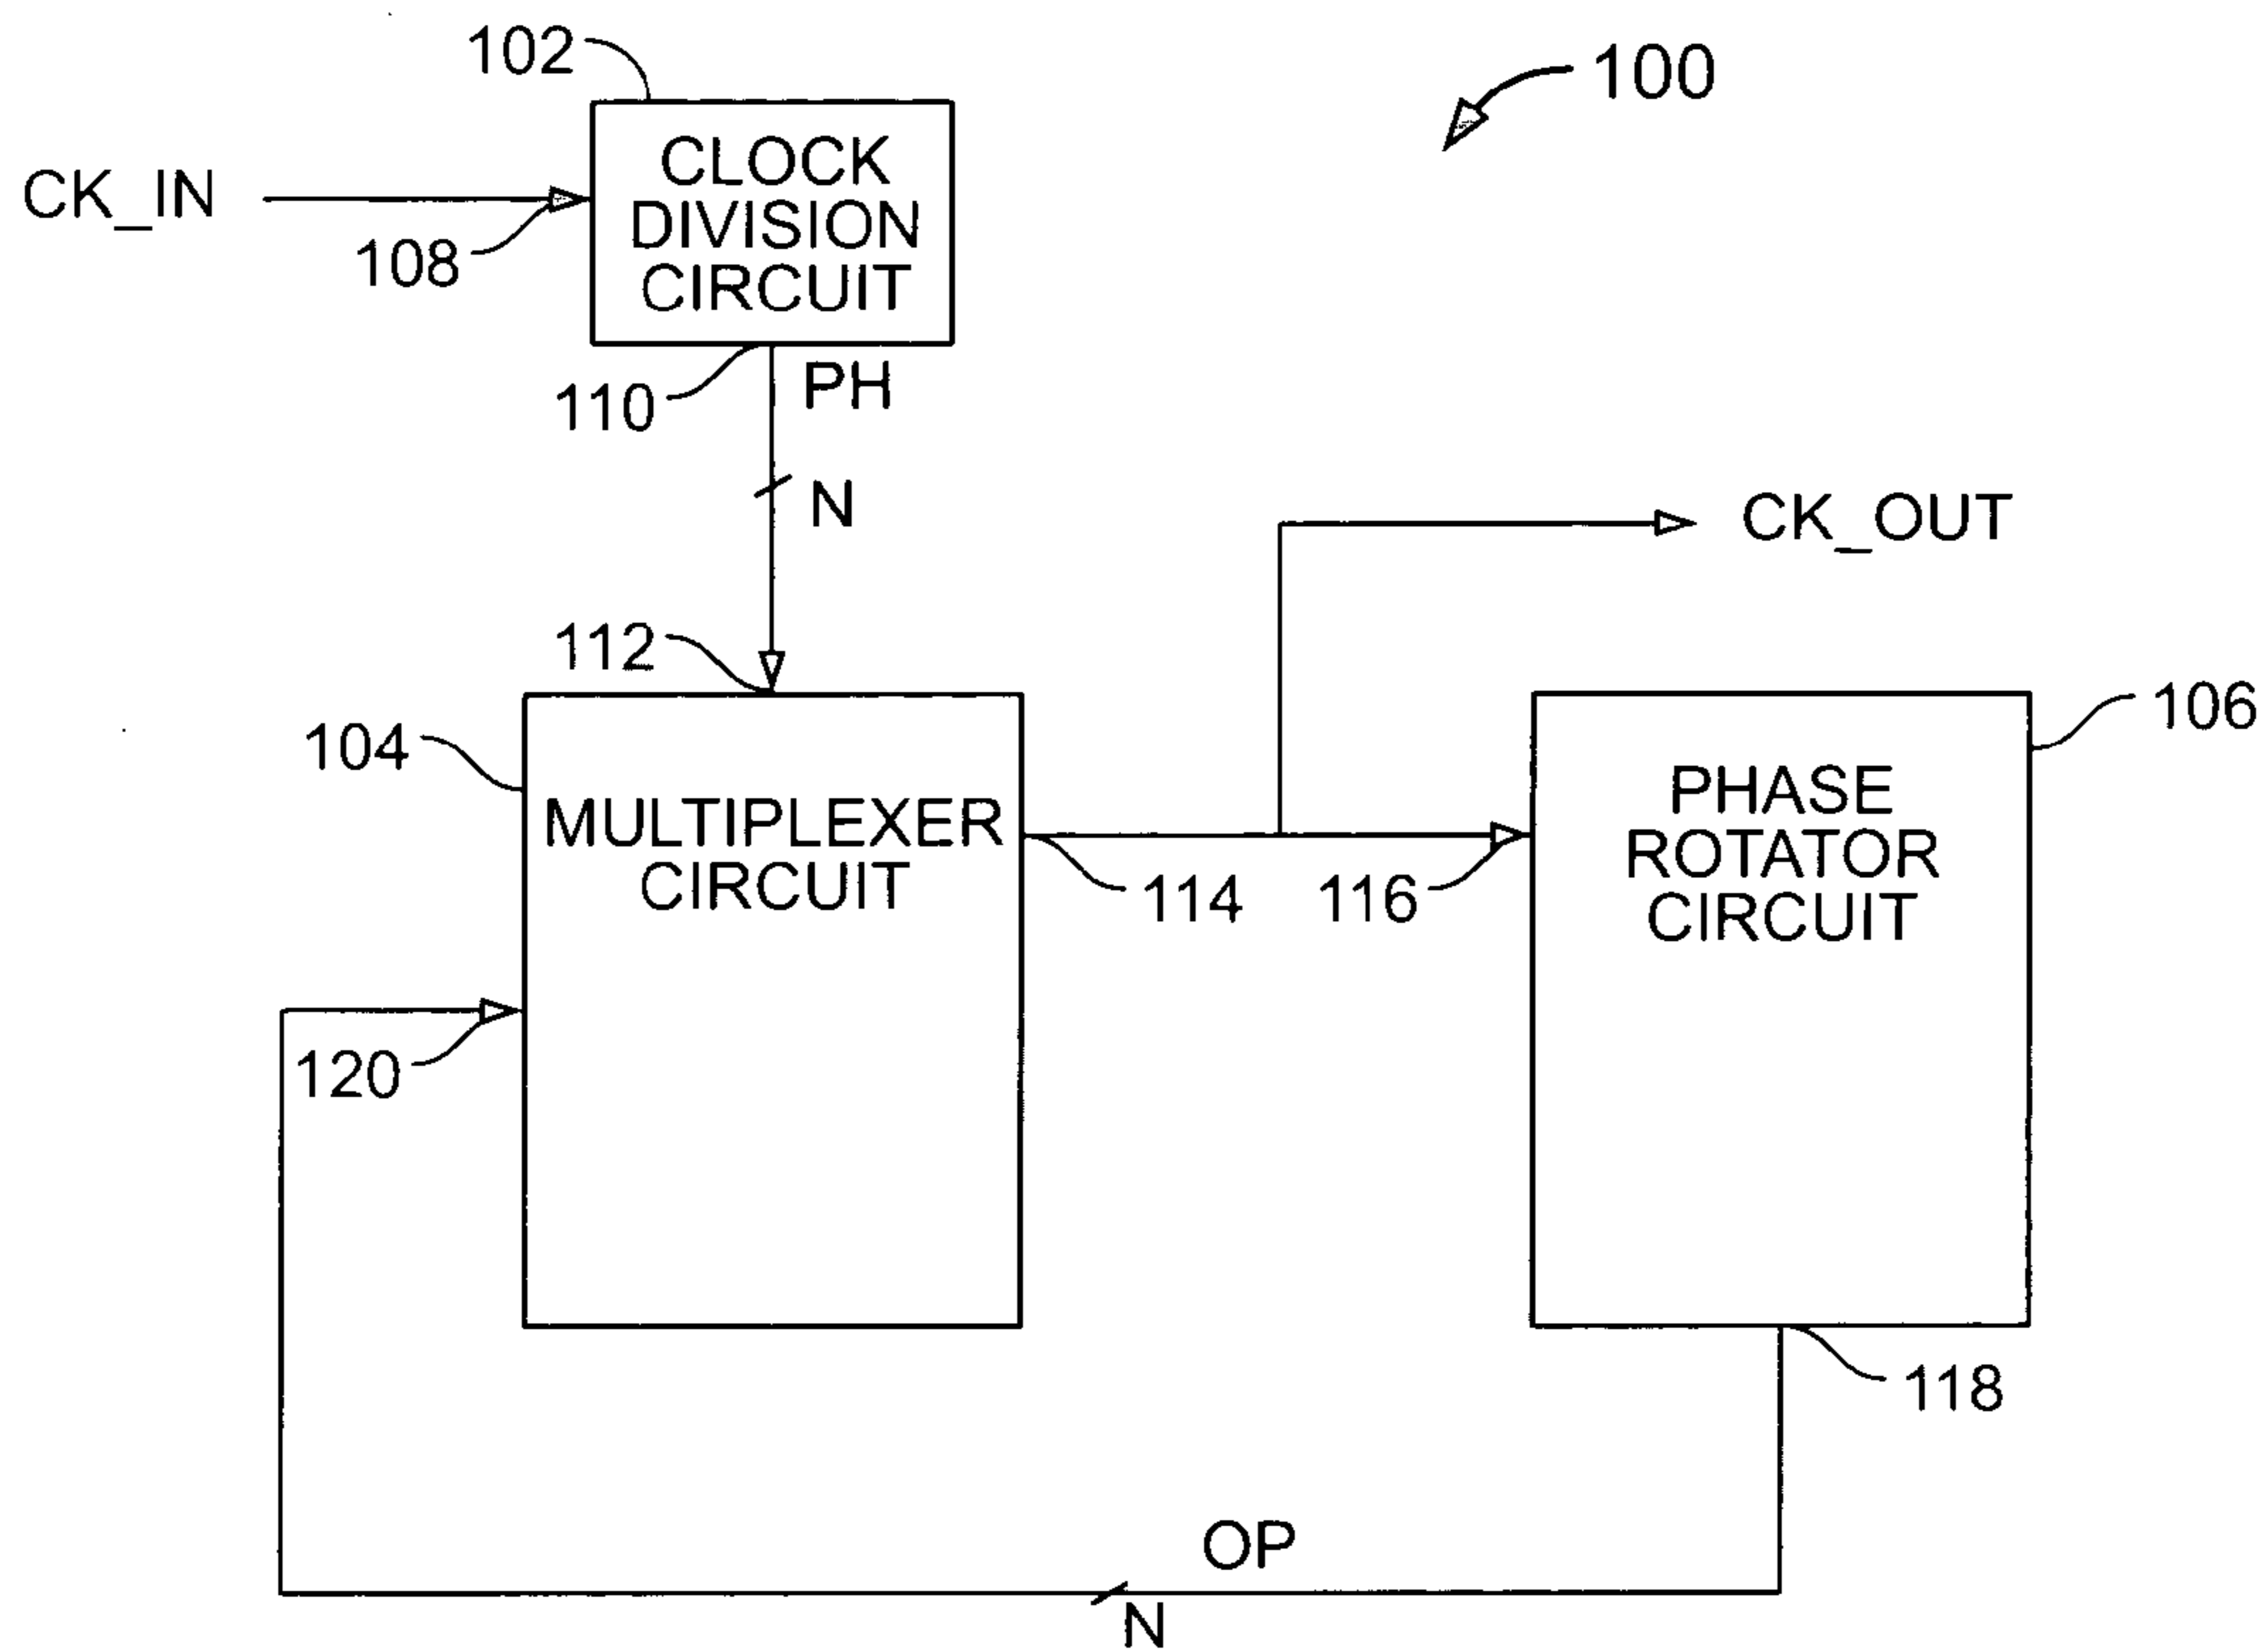 102
100
CLOCK
DIVISION
CIRCUIT
CK_IN
108
110
PH
N
CK_OUT
112
104
106
MULTIPLEXER
CIRCUIT
PHASE
ROTATOR
CIRCUIT
114
116
120
118
OP
N